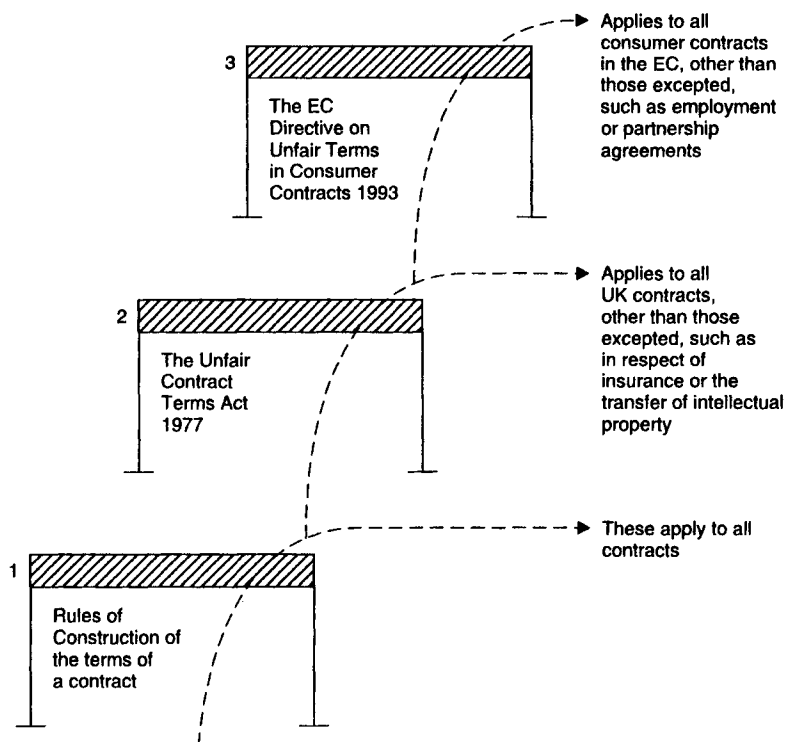 3
The EC
Directive on
Unfair Terms
in Consumer
Contracts 1993
Applies to all
consumer contracts
in the EC, other than
those excepted,
such as employment
or partnership
agreements
2
The Unfair
Contract
Terms Act
1977
Applies to all
UK contracts,
other than those
excepted, such as
in respect of
insurance or the
transfer of intellectual
property
1
Rules of
Construction of
the terms of
a contract
These apply to all
contracts